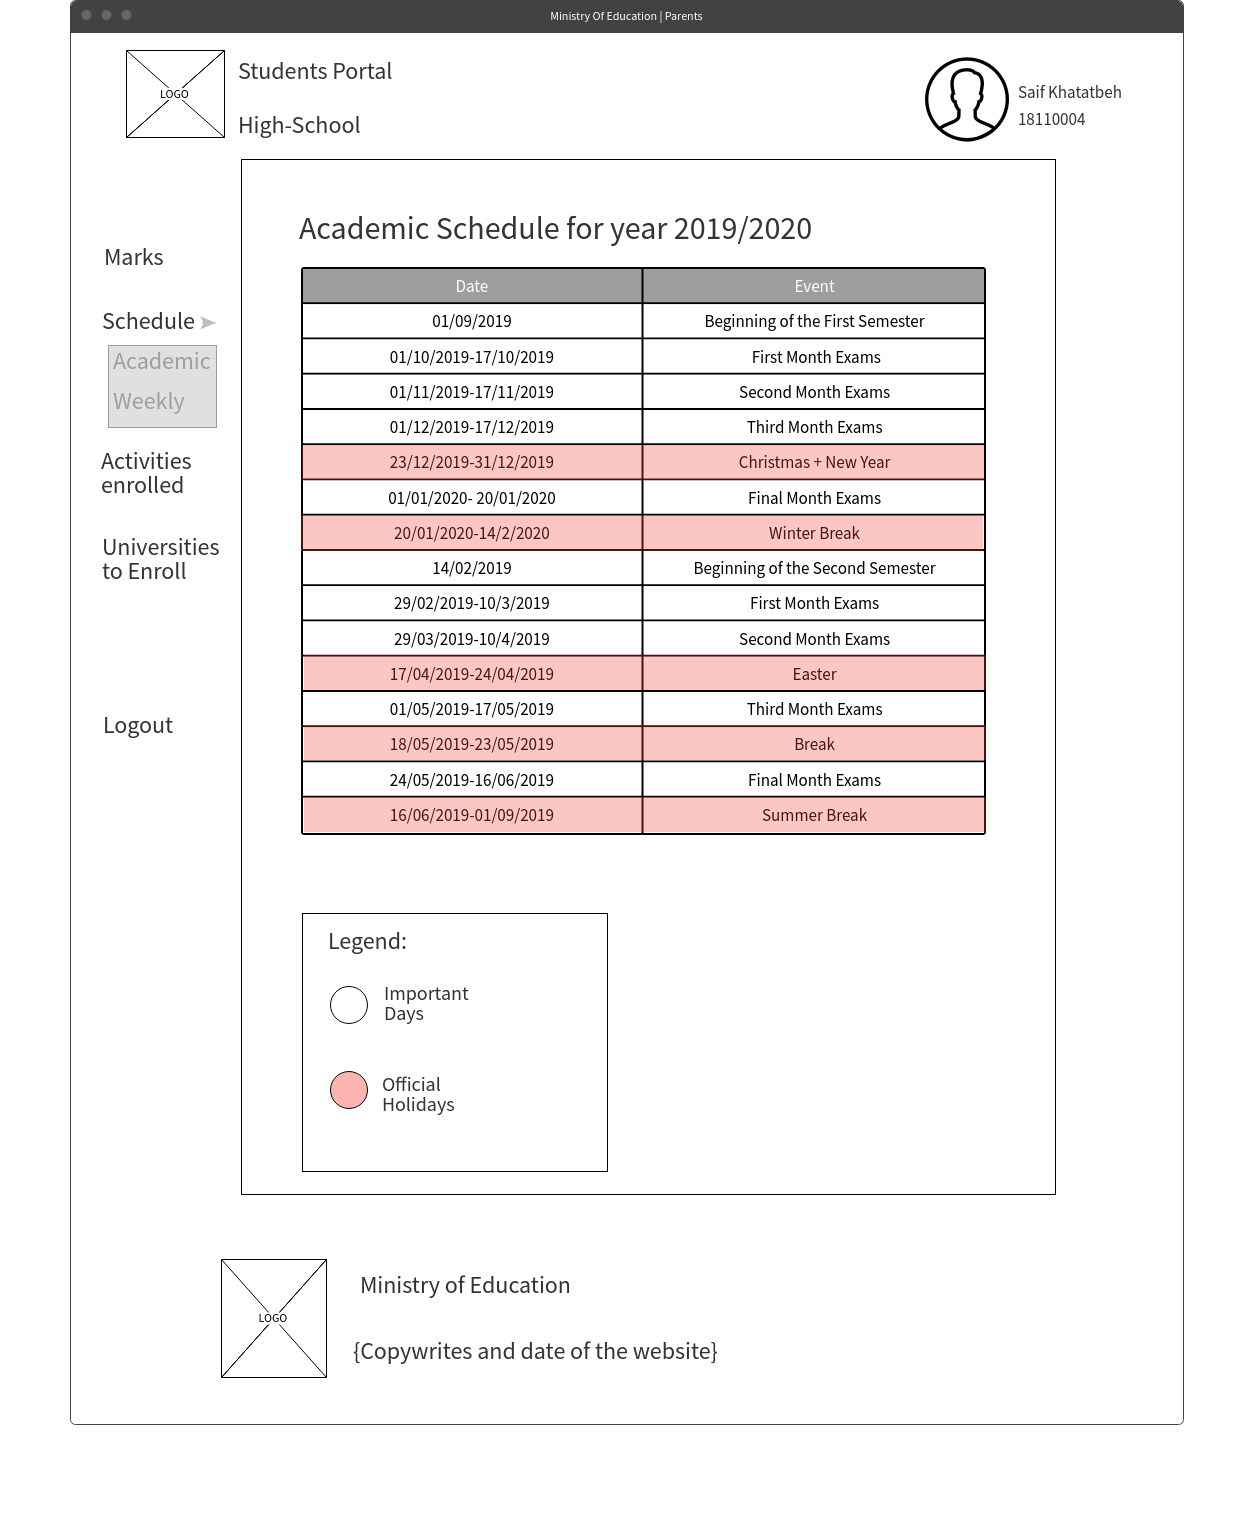 Ministry Of Education | Parents
LOGO
Students Portal
High-School
Saif Khatatbeh
18110004
Marks
Schedule
Academic
Weekly
Activities
enrolled
Universities
to Enroll
Logout
Academic Schedule for year 2019/2020
Date Event
01/09/2019 Beginning of the First Semester
01/10/2019-17/10/2019 First Month Exams
01/11/2019-17/11/2019 Second Month Exams
01/12/2019-17/12/2019 Third Month Exams
23/12/2019-31/12/2019 Christmas + New Year
01/01/2020- 20/01/2020 Final Month Exams
20/01/2020-14/2/2020 Winter Break
14/02/2019 Beginning of the Second Semester
29/02/2019-10/3/2019 First Month Exams
29/03/2019-10/4/2019 Second Month Exams
17/04/2019-24/04/2019 Easter
01/05/2019-17/05/2019 Third Month Exams
18/05/2019-23/05/2019 Break
24/05/2019-16/06/2019 Final Month Exams
16/06/2019-01/09/2019 Summer Break
Legend:
Important
Days
Official
Holidays
LOGO
Ministry of Education
{Copywrites and date of the website}